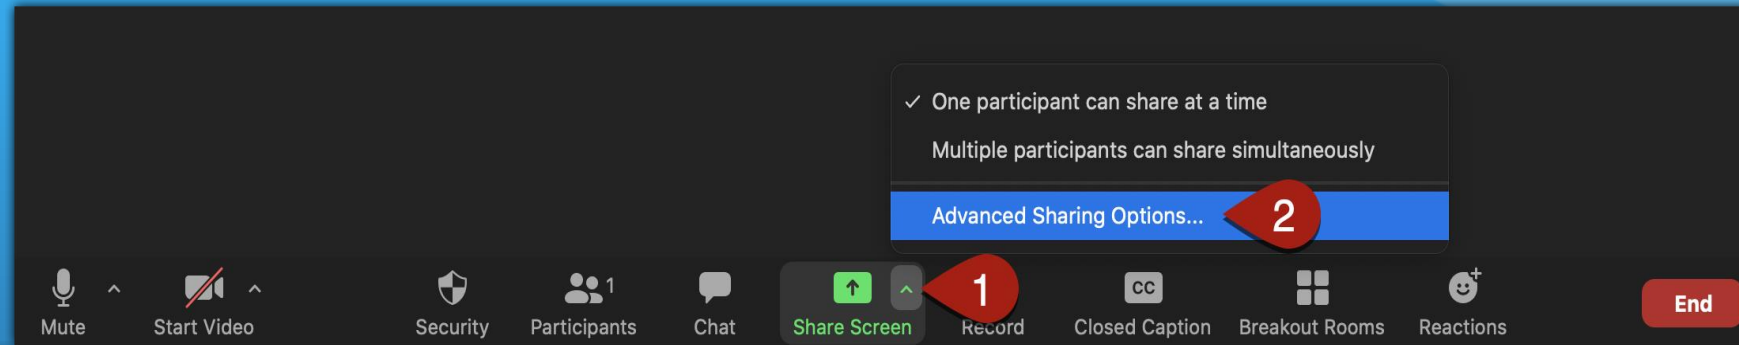 ✓ One participant can share at a time
Multiple participants can share simultaneously
Advanced Sharing Options...
2
1
1
CC
Mute
Start Video
Security
Participants
Chat
Share Screen
Record
Closed Caption
Breakout Rooms
Reactions
End